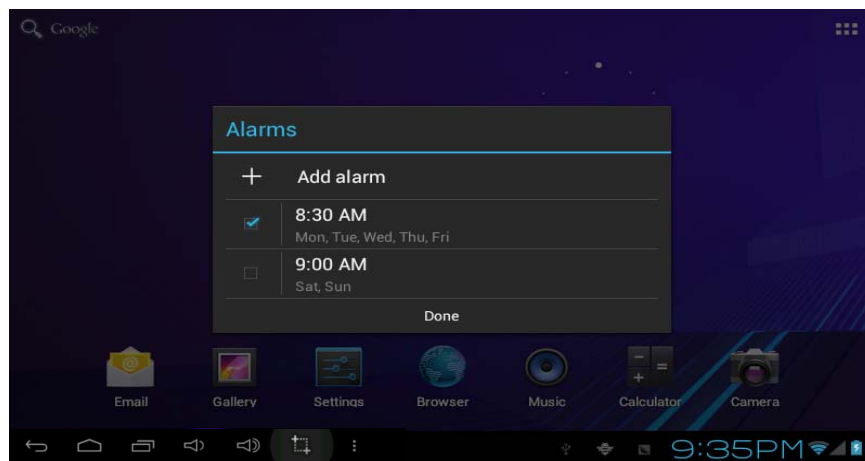 Google
Alarms
Add alarm
8:30 AM
Mon, Tue, Wed, Thu, Fri
9:00 AM
Sat, Sun
Done
Email Gallery Settings Browser Music Calculator Camera
9:35PM